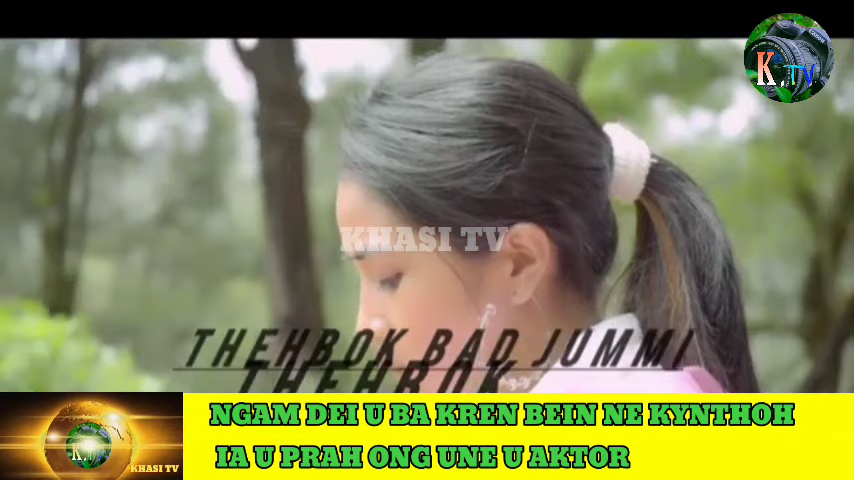 K. TV
KHASI TV
THEHBOK BAD JUMMI
THEHBOK
NGAM DEI U BA KREN BEIN NE KYNTHOH
IA U PRAH ONG UNE U AKTOR
KHASI TV